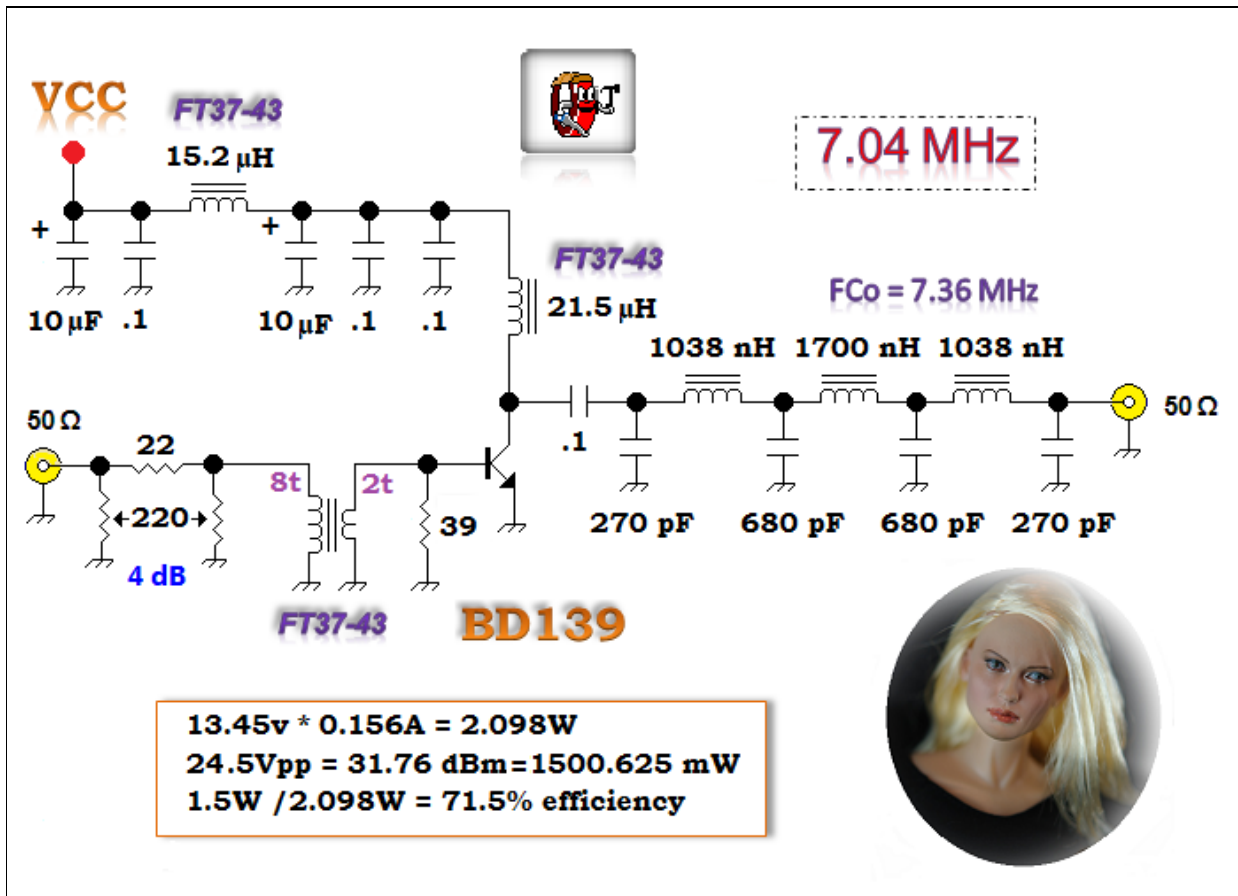 VCC
FT37-43
15.2 µH
7.04 MHz
+
+
10 µF .1 10 µF .1 .1
FT37-43
21.5 µH
FCo = 7.36 MHz
1038 nH 1700 nH 1038 nH
50 Ω
.1
50 Ω
22
8t 2t
220
39
270 pF 680 pF 680 pF 270 pF
4 dB
FT37-43
BD139
13.45v * 0.156A = 2.098W
24.5Vpp = 31.76 dBm=1500.625 mW
1.5W /2.098W = 71.5% efficiency